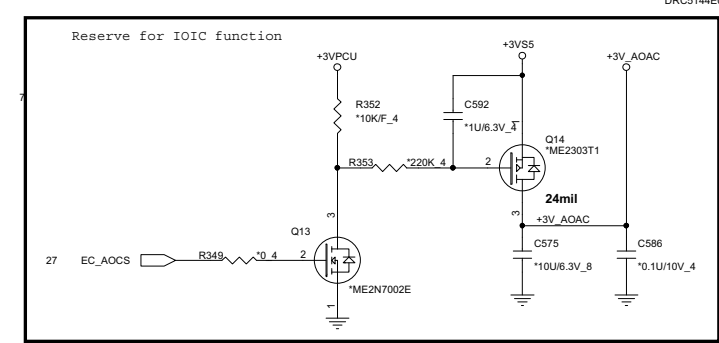 DRC5144E0
Reserve for IOIC function
+3VPCU
+3VS5
+3V_AOAC
7
R352
*10K/F_4
C592
*1U/6.3V_4
1
Q14
*ME2303T1
R353
*220K_4
2
24mil
3
3
+3V_AOAC
Q13
C575
C586
27
EC_AOCS
R349
*0_4
2
*10U/6.3V_8
*0.1U/10V_4
*ME2N7002E
1